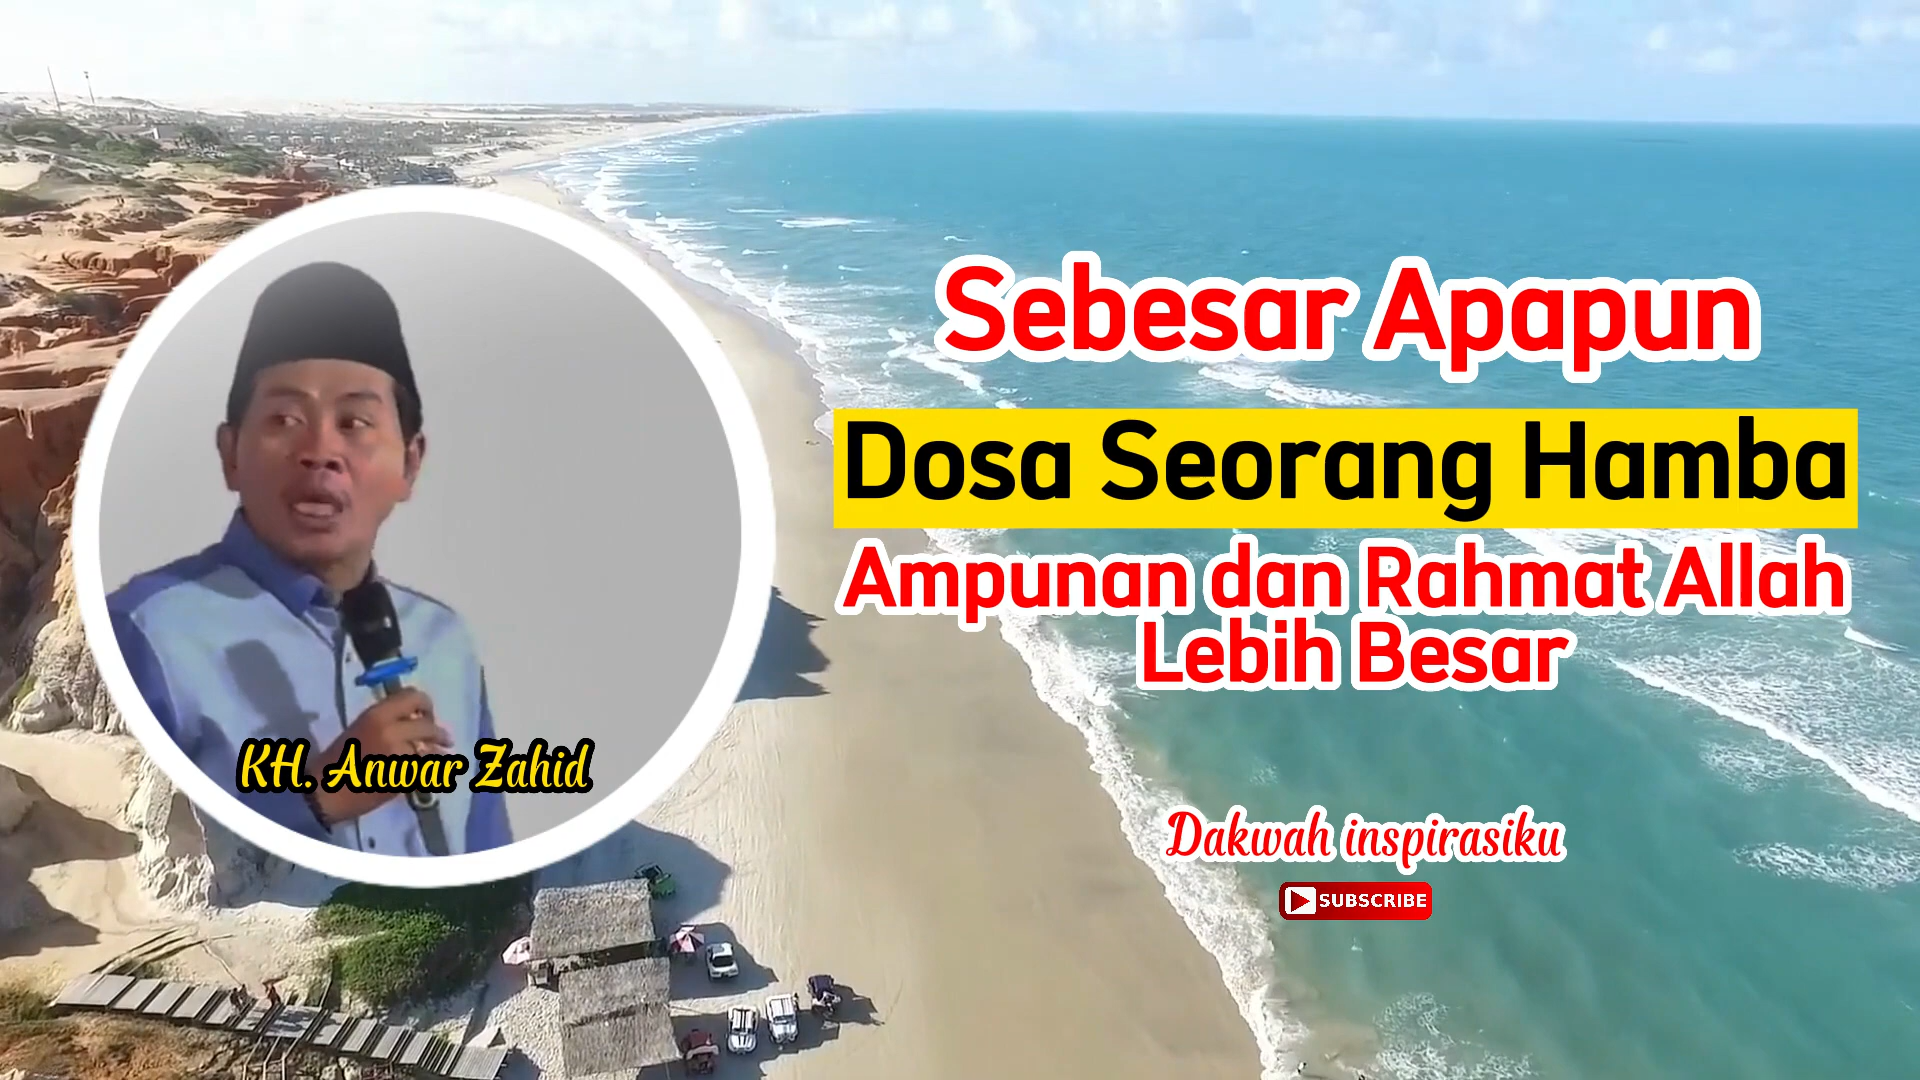 Sebesar Apapun
Dosa Seorang Hamba
Ampunan dan Rahmat Allah
Lebih Besar
KH. Anwar Zahid
Dakwah inspirasiku
SUBSCRIBE